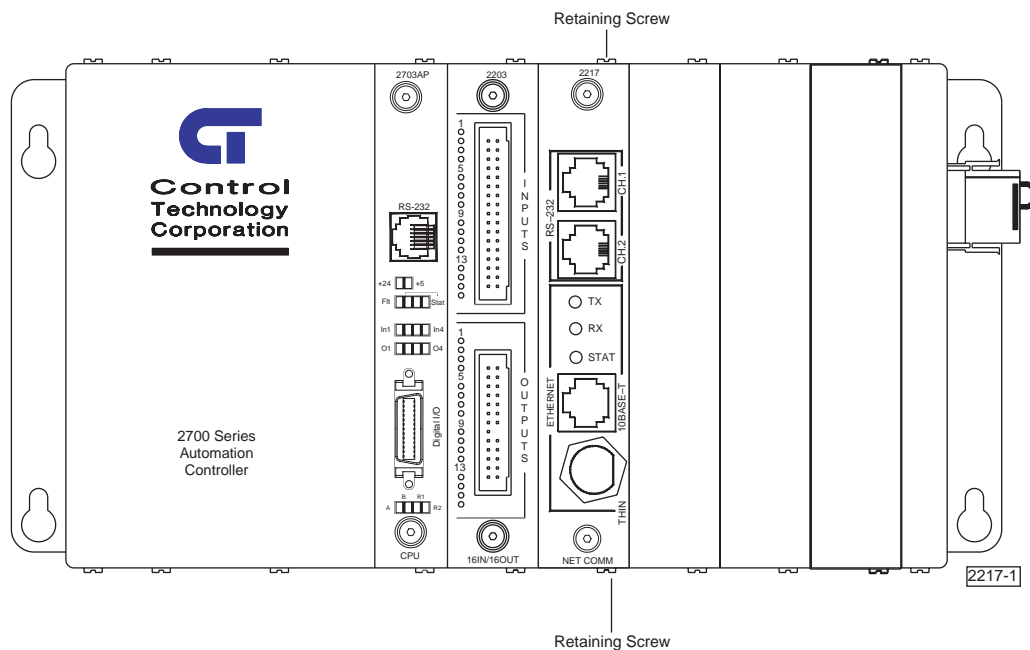 Retaining Screw
2703AP
2203
2217
CT
Control
Technology
Corporation
2700 Series
Automation
Controller
RS-232
+24
+5
Flt
Stat
In1
In4
O1
O4
Digital I/O
A
B
R1
R2
CPU
1
5
9
13
INPUTS
1
5
9
13
OUTPUTS
16IN/16OUT
RS-232
CH.1
CH.2
TX
RX
STAT
ETHERNET
10BASE-T
THIN
NET COMM
2217-1
Retaining Screw